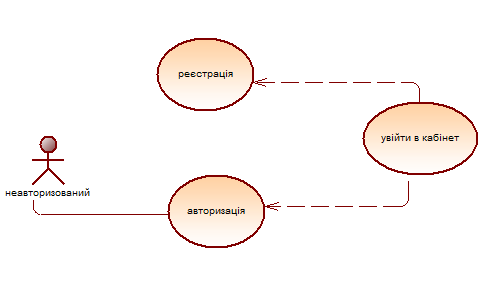 реєстрація
увійти в кабінет
неавторизований
авторизація